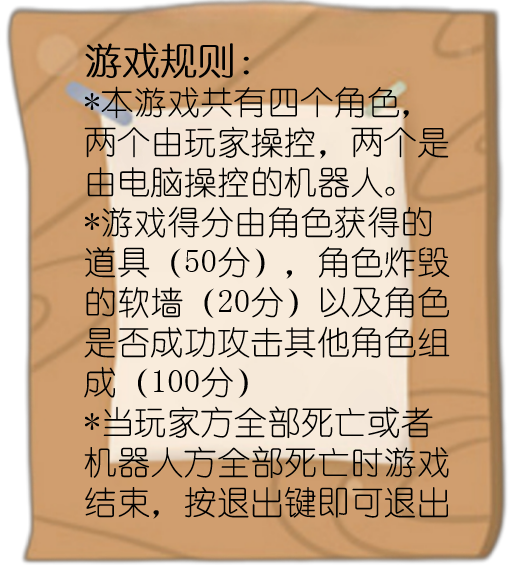 游戏规则：
*本游戏共有四个角色，
两个由玩家操控，两个是
由电脑操控的机器人。
*游戏得分由角色获得的
道具（50分），角色炸毁
的软墙（20分）以及角色
是否成功攻击其他角色组
成（100分）
*当玩家方全部死亡或者
机器人方全部死亡时游戏
结束，按退出键即可退出